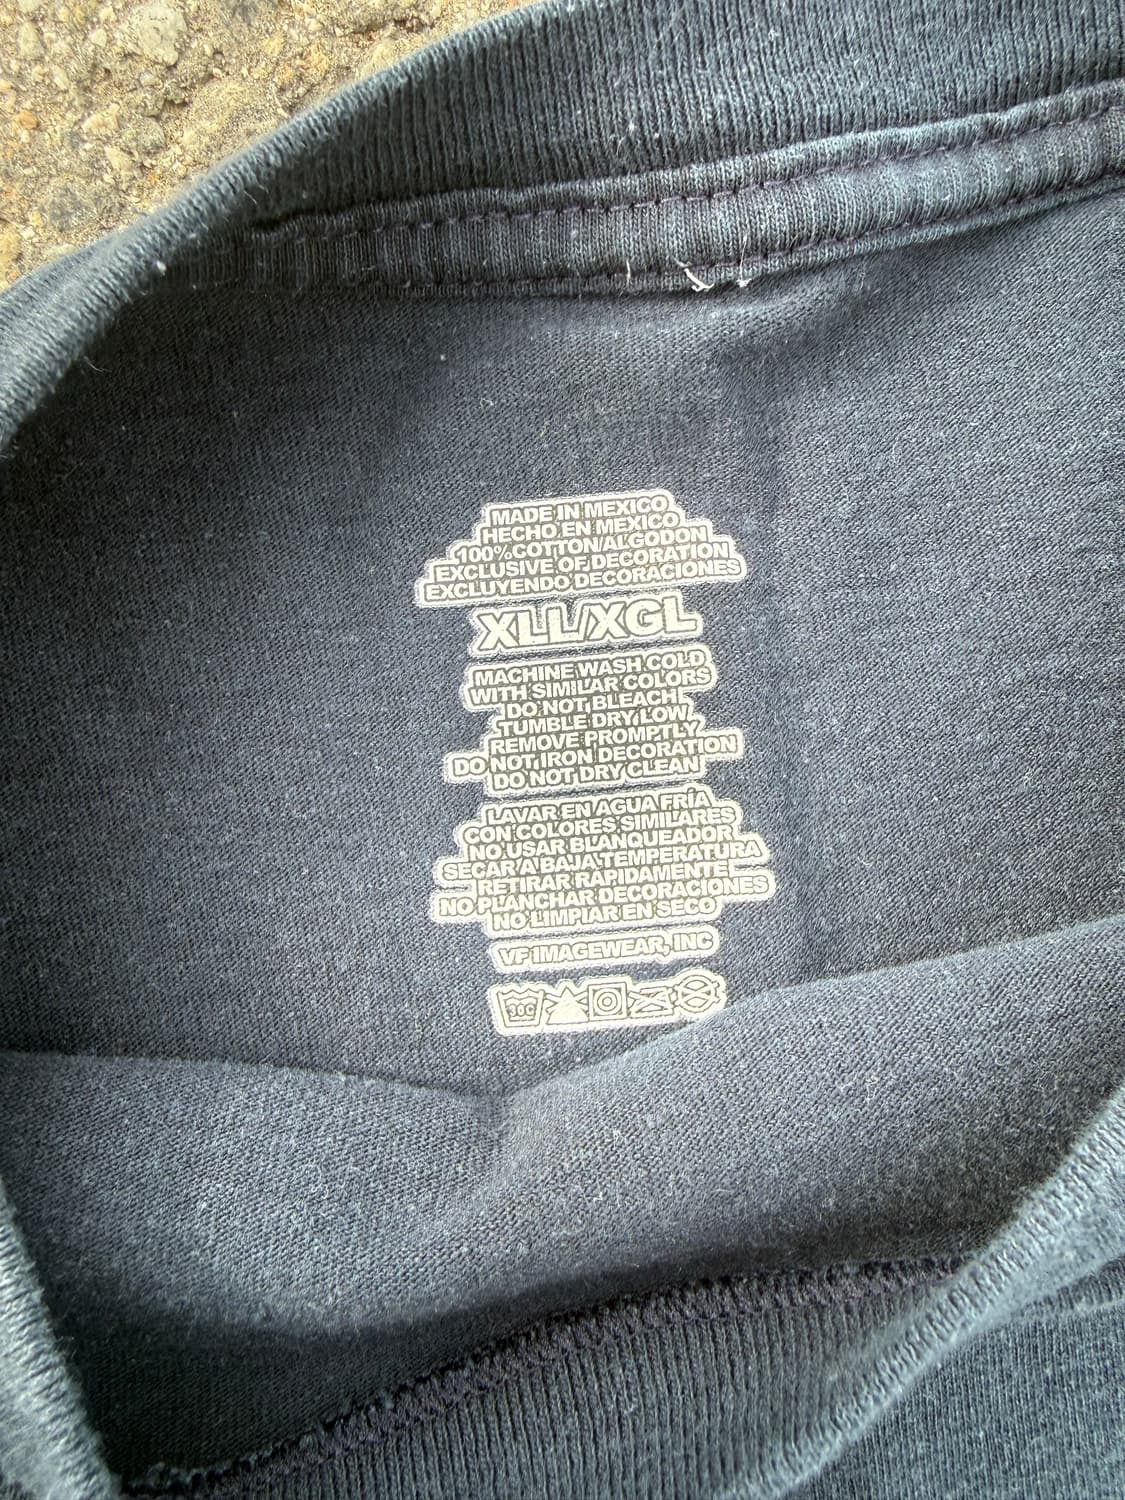 MADE IN MEXICO
HECHO EN MEXICO
100% COTTON/ALGODON
EXCLUSIVE OF DECORATION
EXCLUYENDO DECORACIONES
XLL/XGL
MACHINE WASH COLD
WITH SIMILAR COLORS
DO NOT BLEACH
TUMBLE DRY LOW
REMOVE PROMPTLY
DO NOT IRON DECORATION
DO NOT DRY CLEAN
LAVAR EN AGUA FRÍA
CON COLORES SIMILARES
NO USAR BLANQUEADOR
SECAR A BAJA TEMPERATURA
RETIRAR RAPIDAMENTE
NO PLANCHAR DECORACIONES
NO LIMPIAR EN SECO
VF IMAGEWEAR, INC
30C